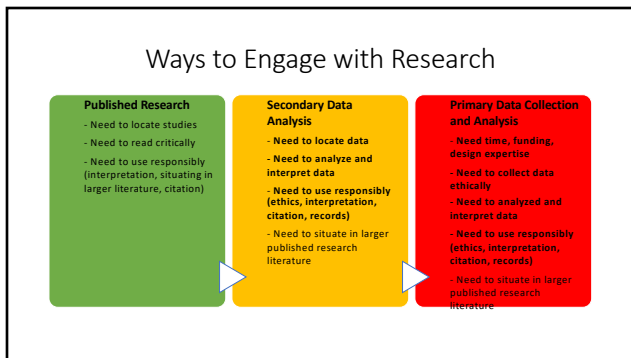 Ways to Engage with Research
Published Research
- Need to locate studies
- Need to read critically
- Need to use responsibly
(interpretation, situating in
larger literature, citation)
Secondary Data
Analysis
- Need to locate data
- Need to analyze and
interpret data
- Need to use responsibly
(ethics, interpretation,
citation, records)
- Need to situate in larger
published research
literature
Primary Data Collection
and Analysis
- Need time, funding,
design expertise
- Need to collect data
ethically
- Need to analyzed and
interpret data
- Need to use responsibly
(ethics, interpretation,
citation, records)
- Need to situate in larger
published research
literature